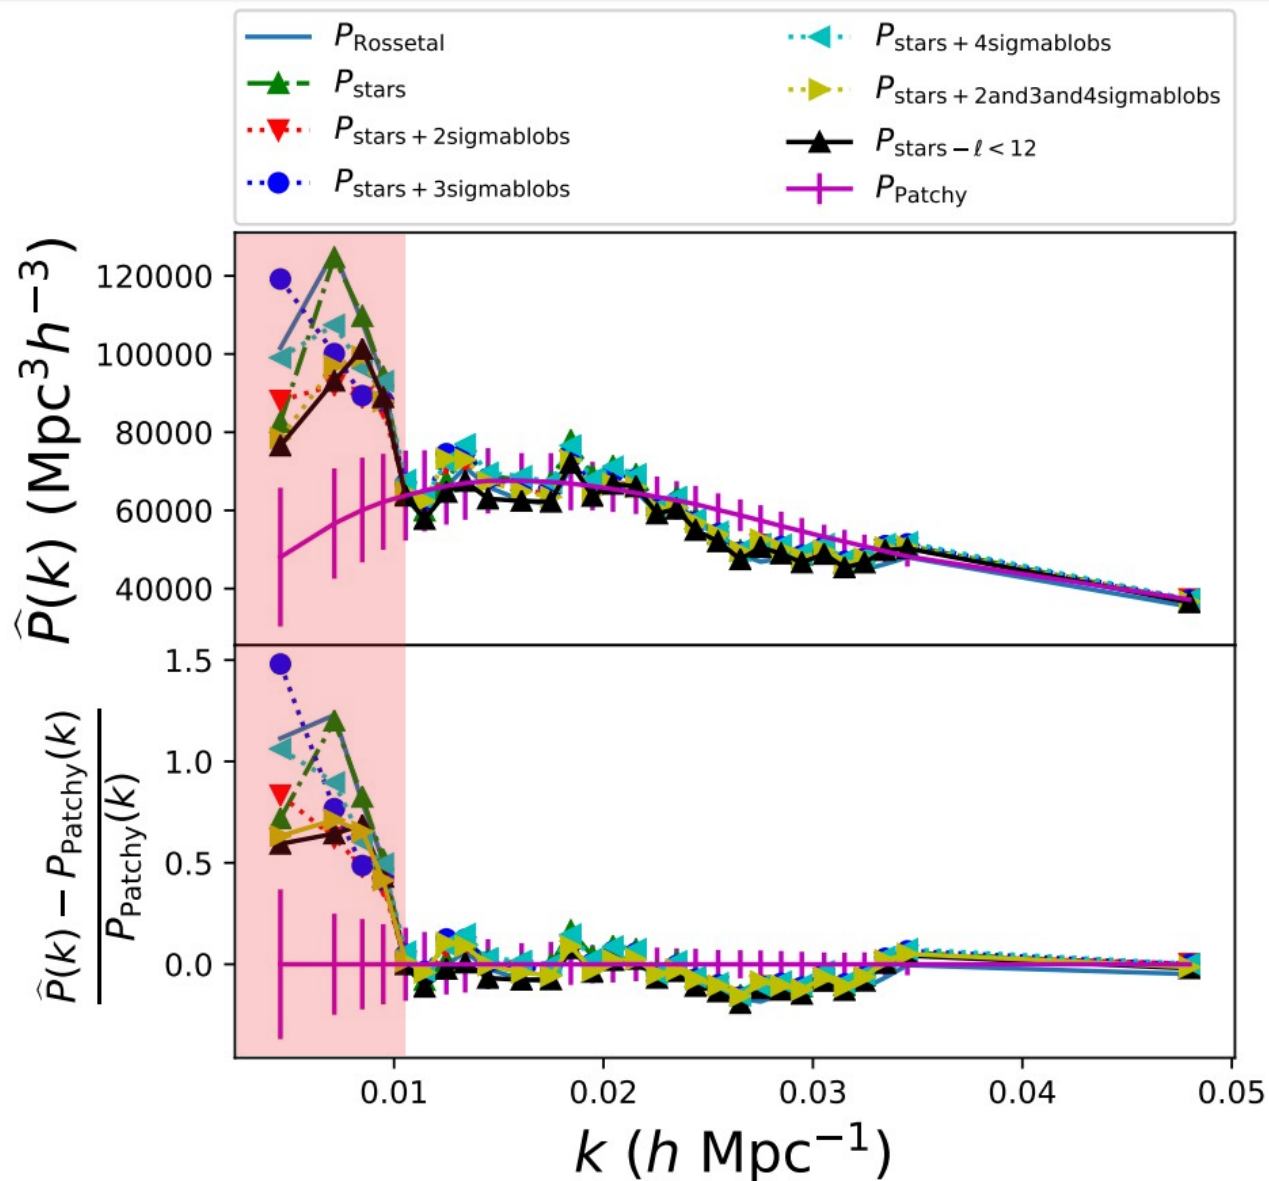 P_Rossetal
P_stars
P_stars + 2sigmablobs
P_stars + 3sigmablobs
P_stars + 4sigmablobs
P_stars + 2and3and4sigmablobs
P_stars − ℓ < 12
P_Patchy
P̂(k) (Mpc³h⁻³)
120000
100000
80000
60000
40000
P̂(k) − P_Patchy(k)
P_Patchy(k)
1.5
1.0
0.5
0.0
0.01 0.02 0.03 0.04 0.05
k (h Mpc⁻¹)